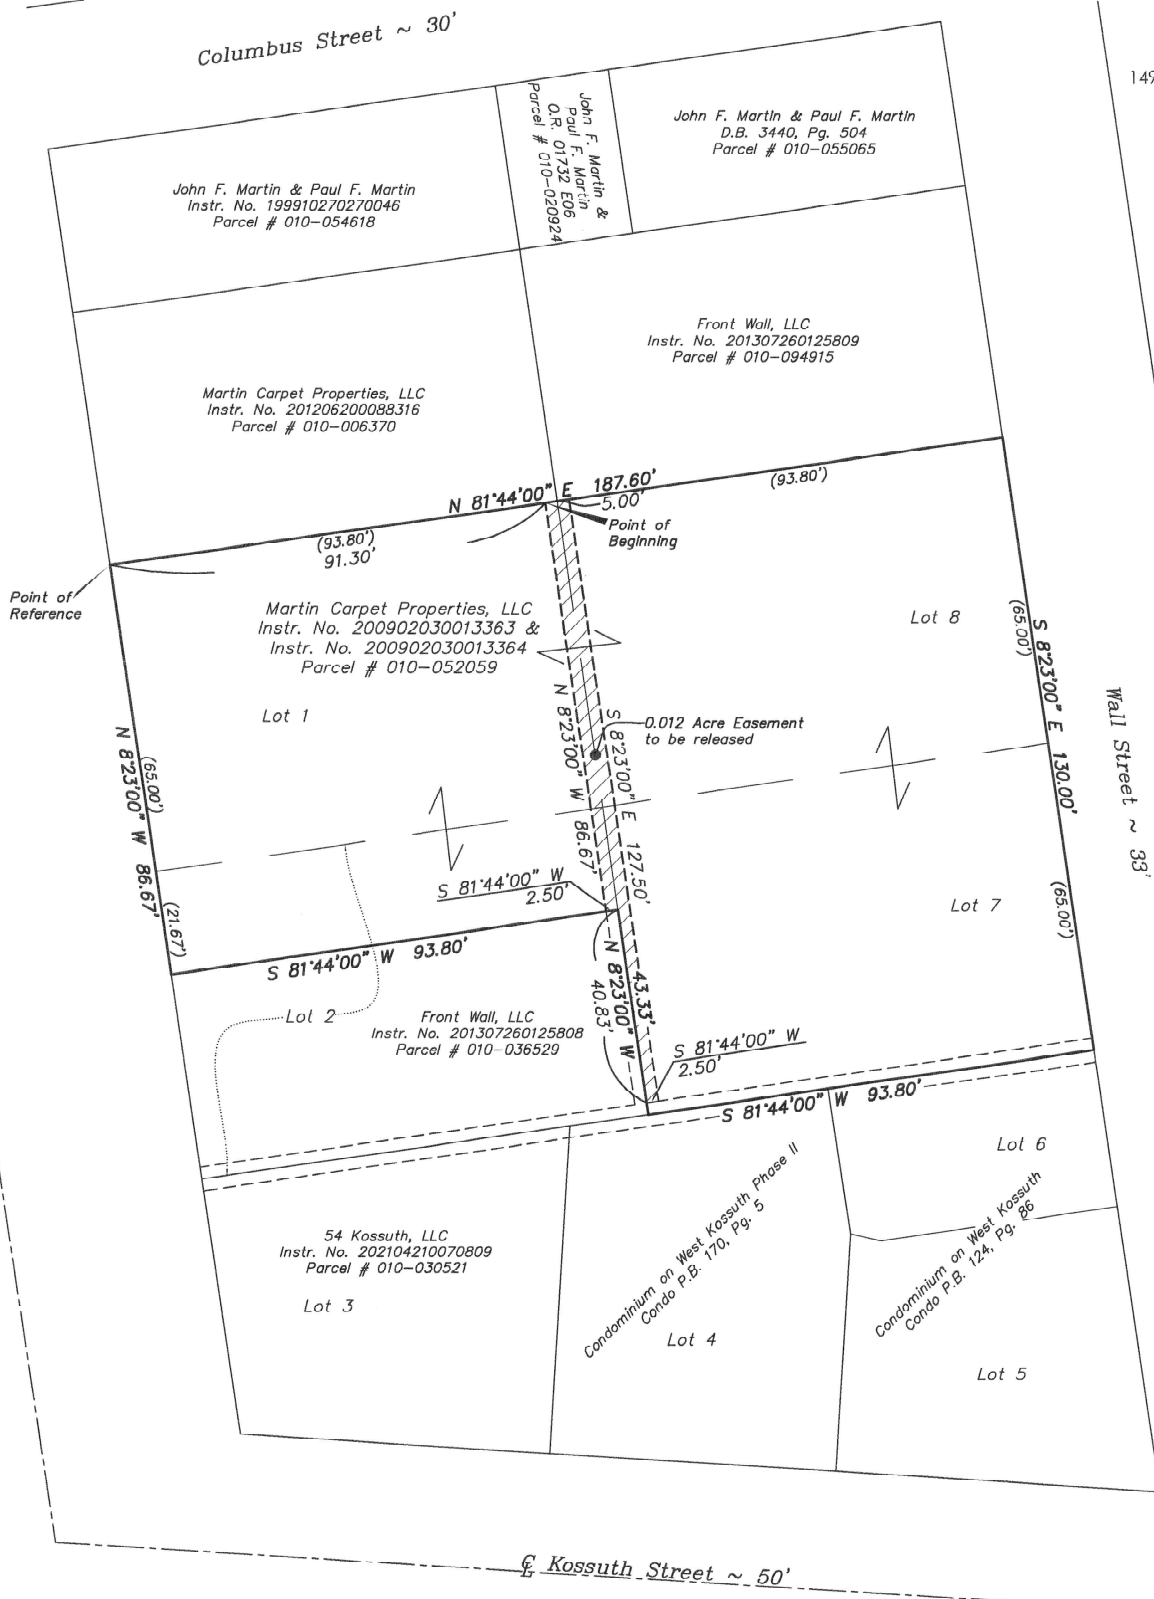 Columbus Street ~ 30'
149
John F. Martin &
Paul F. Martin
O.R. 01732 E06
Parcel # 010-020924
John F. Martin & Paul F. Martin
D.B. 3440, Pg. 504
Parcel # 010-055065
John F. Martin & Paul F. Martin
Instr. No. 199910270270046
Parcel # 010-054618
Front Wall, LLC
Instr. No. 201307260125809
Parcel # 010-094915
Martin Carpet Properties, LLC
Instr. No. 201206200088316
Parcel # 010-006370
N 81°44'00" E 187.60'
5.00'
(93.80')
Point of
Beginning
(93.80')
91.30'
Point of
Reference
Martin Carpet Properties, LLC
Instr. No. 200902030013363 &
Instr. No. 200902030013364
Parcel # 010-052059
Lot 8
Lot 1
(65.00')
S 8°23'00" E 130.00'
Wall Street ~ 33'
N 8°23'00" W 86.67'
S 8°23'00" E 127.50'
0.012 Acre Easement
to be released
N 8°23'00" W 86.67'
(65.00')
(21.67')
S 81°44'00" W
2.50'
Lot 7
(65.00')
S 81°44'00" W 93.80'
N 8°23'00" W
40.83'
43.33'
Lot 2
Front Wall, LLC
Instr. No. 201307260125808
Parcel # 010-036529
S 81°44'00" W
2.50'
S 81°44'00" W 93.80'
Lot 6
Condominium on West Kossuth Phase II
Condo P.B. 170, Pg. 5
Condominium on West Kossuth
Condo P.B. 124, Pg. 86
54 Kossuth, LLC
Instr. No. 202104210070809
Parcel # 010-030521
Lot 3
Lot 4
Lot 5
℄ Kossuth Street ~ 50'